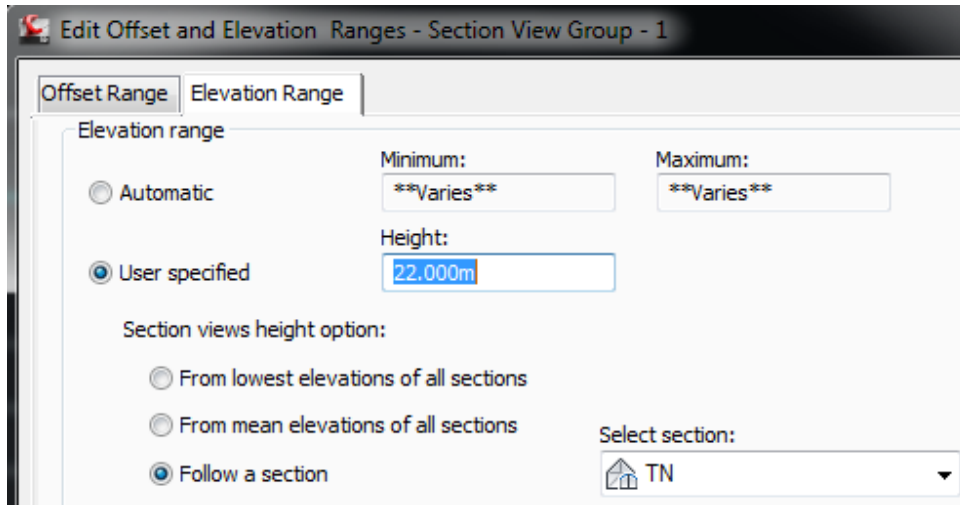 Edit Offset and Elevation Ranges - Section View Group - 1
Offset Range Elevation Range
Elevation range
Minimum: Maximum:
Automatic **Varies** **Varies**
Height:
User specified 22.000m
Section views height option:
From lowest elevations of all sections
From mean elevations of all sections
Select section:
Follow a section TN